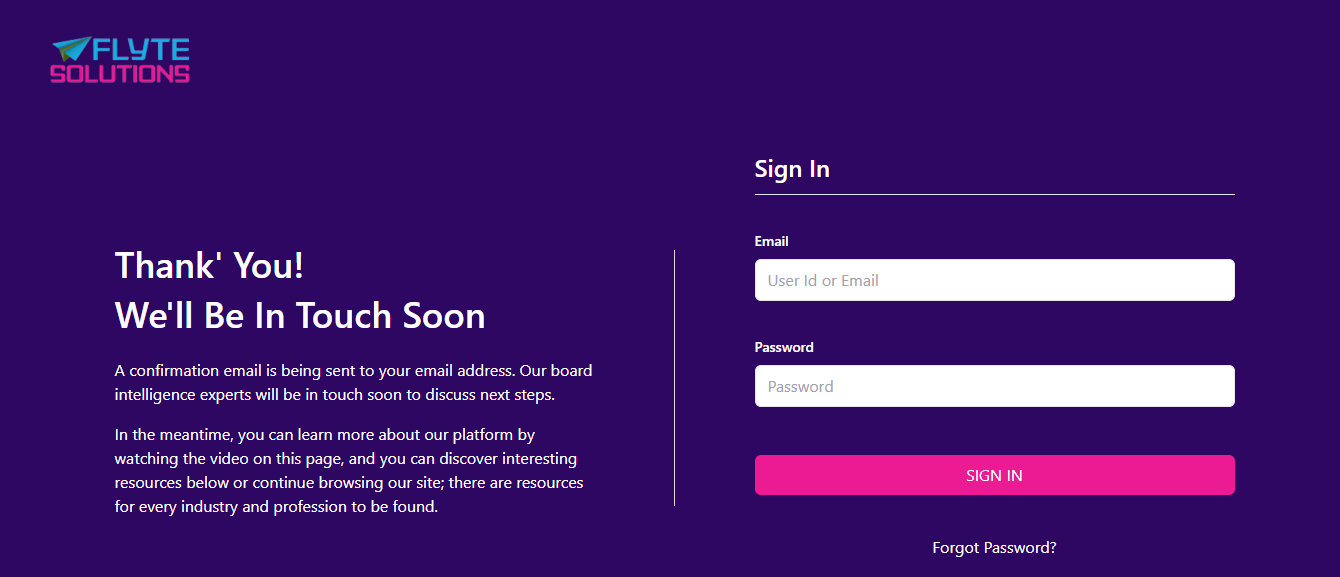 FLYTE
SOLUTIONS
Thank' You!
We'll Be In Touch Soon
A confirmation email is being sent to your email address. Our board
intelligence experts will be in touch soon to discuss next steps.
In the meantime, you can learn more about our platform by
watching the video on this page, and you can discover interesting
resources below or continue browsing our site; there are resources
for every industry and profession to be found.
Sign In
Email
User Id or Email
Password
Password
SIGN IN
Forgot Password?